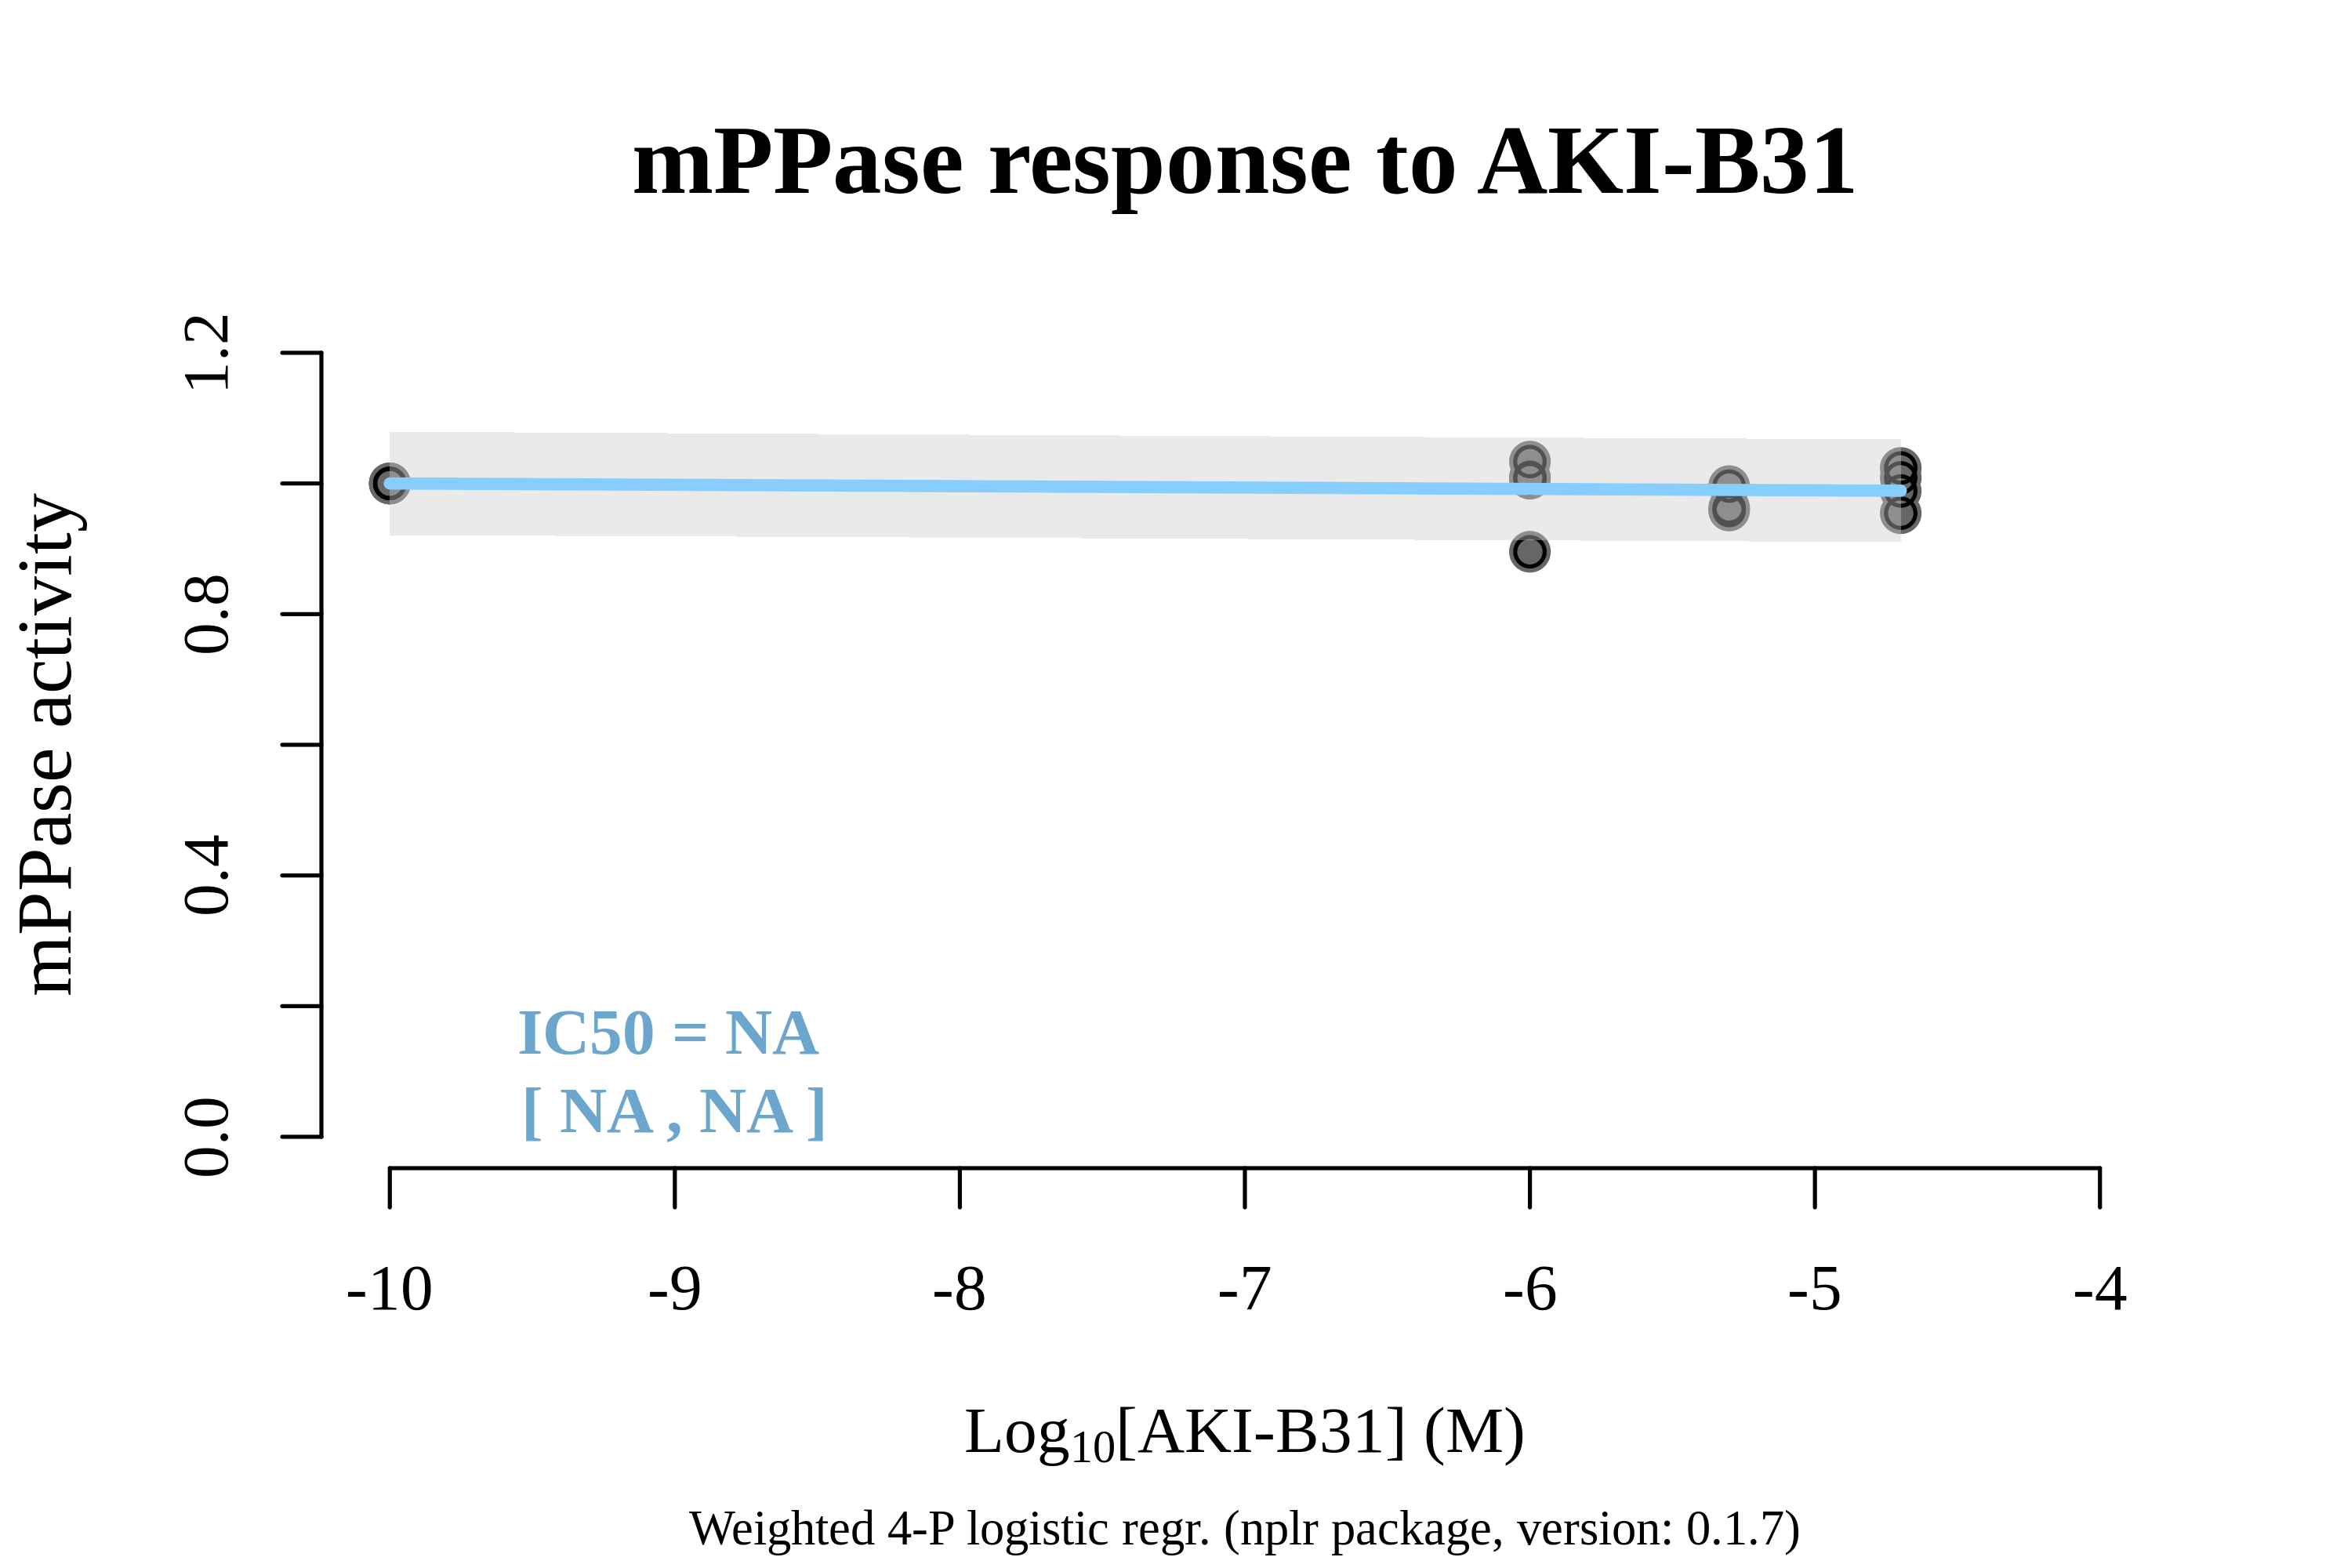 mPPase response to AKI-B31
mPPase activity
1.2
0.8
0.4
0.0
IC50 = NA
[ NA , NA ]
-10 -9 -8 -7 -6 -5 -4
Log10[AKI-B31] (M)
Weighted 4-P logistic regr. (nplr package, version: 0.1.7)